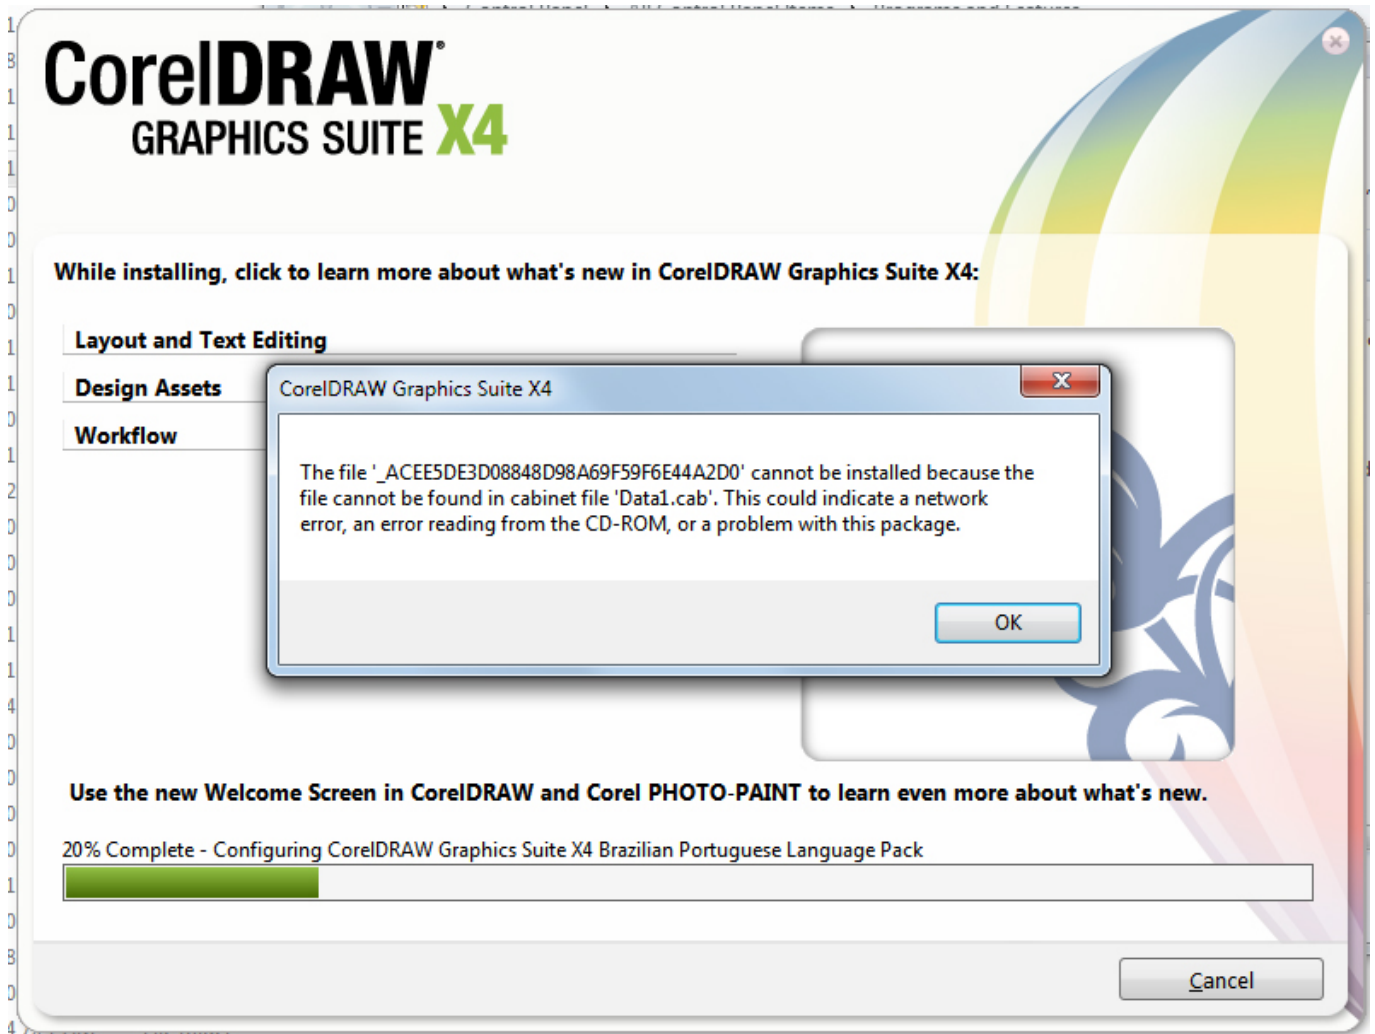 CorelDRAW®
GRAPHICS SUITE X4
While installing, click to learn more about what's new in CorelDRAW Graphics Suite X4:
Layout and Text Editing
Design Assets
Workflow
CorelDRAW Graphics Suite X4
The file '_ACEE5DE3D08848D98A69F59F6E44A2D0' cannot be installed because the
file cannot be found in cabinet file 'Data1.cab'. This could indicate a network
error, an error reading from the CD-ROM, or a problem with this package.
OK
Use the new Welcome Screen in CorelDRAW and Corel PHOTO-PAINT to learn even more about what's new.
20% Complete - Configuring CorelDRAW Graphics Suite X4 Brazilian Portuguese Language Pack
Cancel